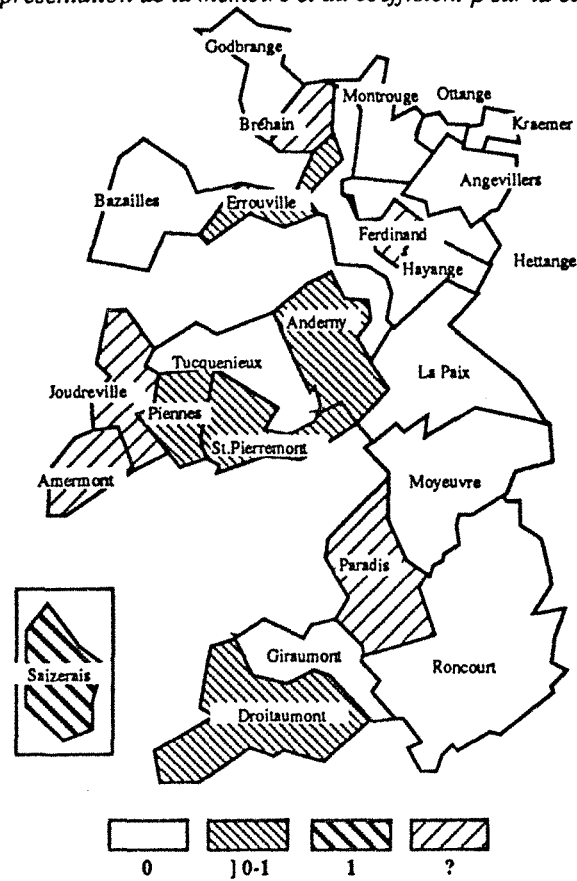 Godbrange
Montrouge
Ottange
Kraemer
Bréhain
Angevillers
Bazailles
Errouville
Ferdinand
Hayange
Hettange
Anderny
Tucquenieux
La Paix
Joudreville
Piennes
St.Pierremont
Amermont
Moyeuvre
Paradis
Giraumont
Roncourt
Saizerais
Droitaumont
0 ] 0-1 1 ?